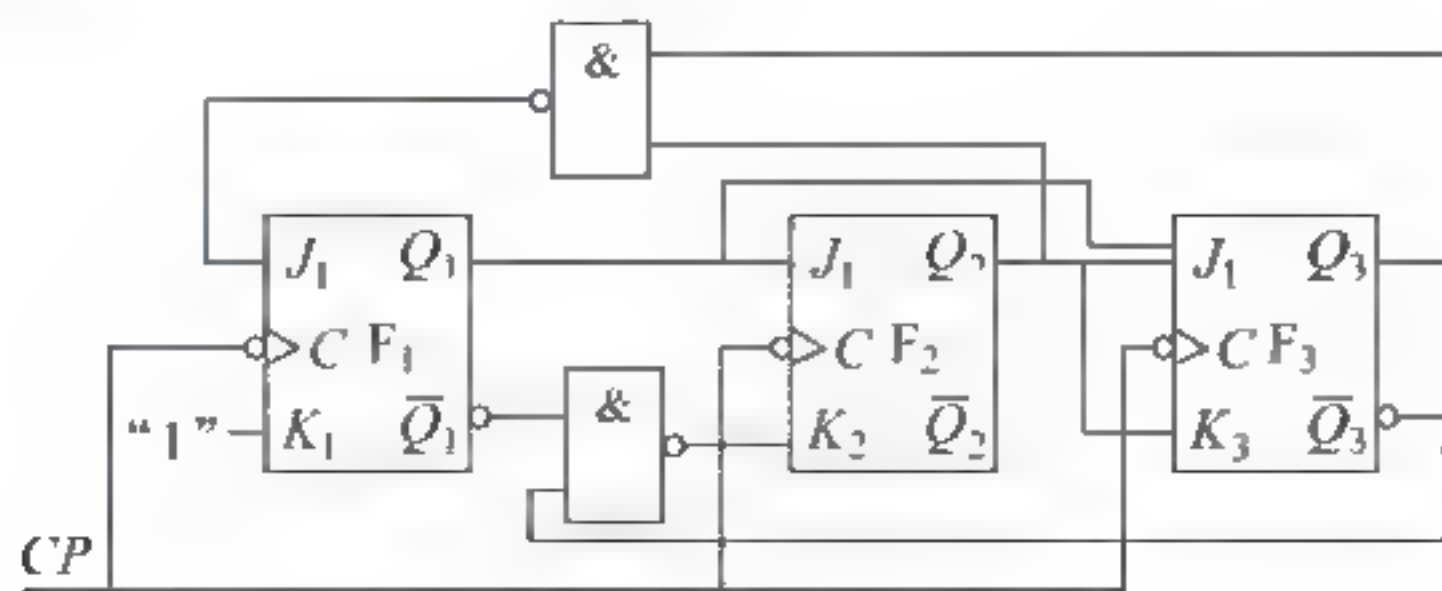 &
J₁ Q₁
C F₁
"1" K₁ Q̅₁
&
J₁ Q₂
C F₂
K₂ Q̅₂
J₁ Q₃
C F₃
K₃ Q̅₃
CP